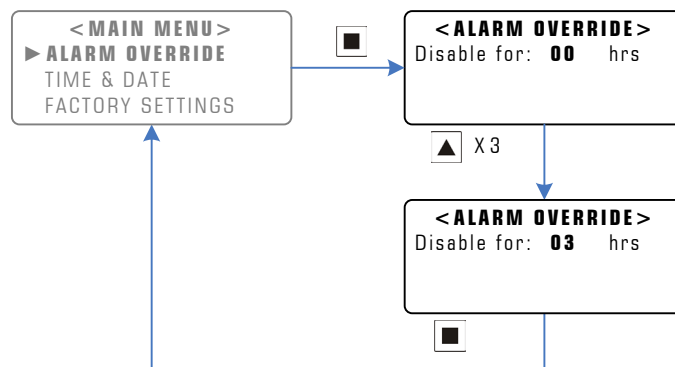 <MAIN MENU>
►ALARM OVERRIDE
TIME & DATE
FACTORY SETTINGS
<ALARM OVERRIDE>
Disable for: 00 hrs
X3
<ALARM OVERRIDE>
Disable for: 03 hrs